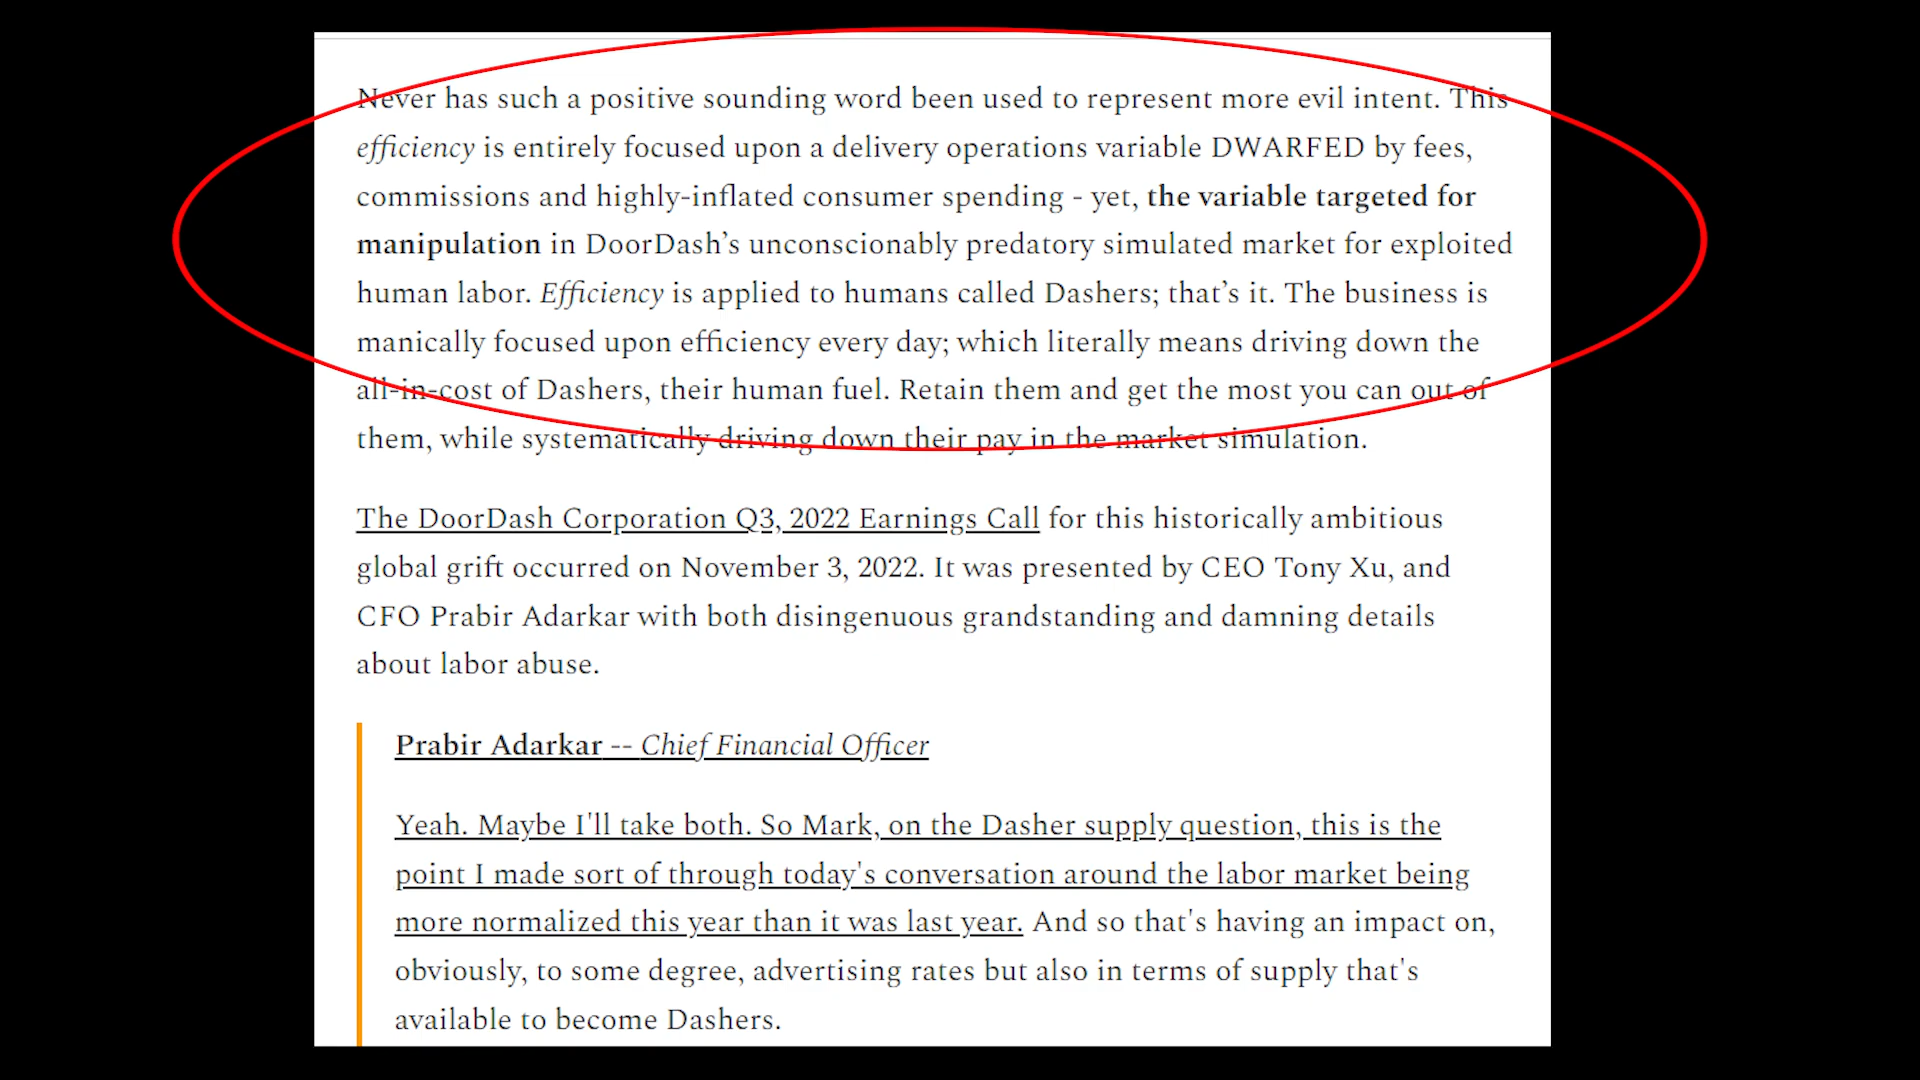 Never has such a positive sounding word been used to represent more evil intent. This
efficiency is entirely focused upon a delivery operations variable DWARFED by fees,
commissions and highly-inflated consumer spending - yet, the variable targeted for
manipulation in DoorDash’s unconscionably predatory simulated market for exploited
human labor. Efficiency is applied to humans called Dashers; that’s it. The business is
manically focused upon efficiency every day; which literally means driving down the
all-in-cost of Dashers, their human fuel. Retain them and get the most you can out of
them, while systematically driving down their pay in the market simulation.
The DoorDash Corporation Q3, 2022 Earnings Call for this historically ambitious
global grift occurred on November 3, 2022. It was presented by CEO Tony Xu, and
CFO Prabir Adarkar with both disingenuous grandstanding and damning details
about labor abuse.
Prabir Adarkar -- Chief Financial Officer
Yeah. Maybe I'll take both. So Mark, on the Dasher supply question, this is the
point I made sort of through today's conversation around the labor market being
more normalized this year than it was last year. And so that's having an impact on,
obviously, to some degree, advertising rates but also in terms of supply that's
available to become Dashers.